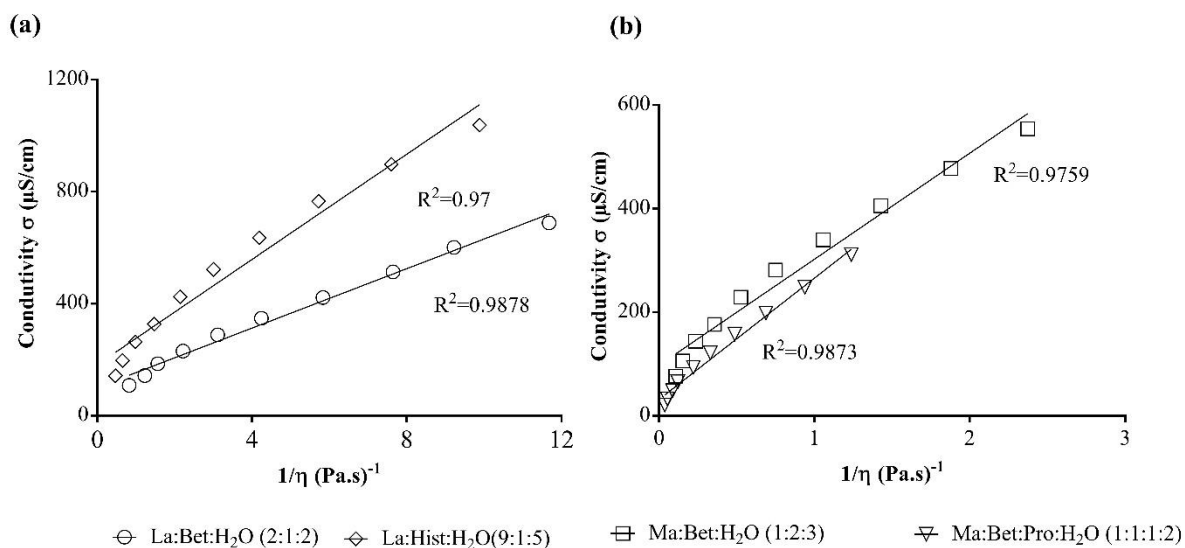 (a)
(b)
1200
800
400
0
Condutivity σ (μS/cm)
R²=0.97
R²=0.9878
0 4 8 12
1/η (Pa.s)⁻¹
600
400
200
0
Condutivity σ (μS/cm)
R²=0.9759
R²=0.9873
0 1 2 3
1/η (Pa.s)⁻¹
La:Bet:H₂O (2:1:2) La:Hist:H₂O(9:1:5) Ma:Bet:H₂O (1:2:3) Ma:Bet:Pro:H₂O (1:1:1:2)